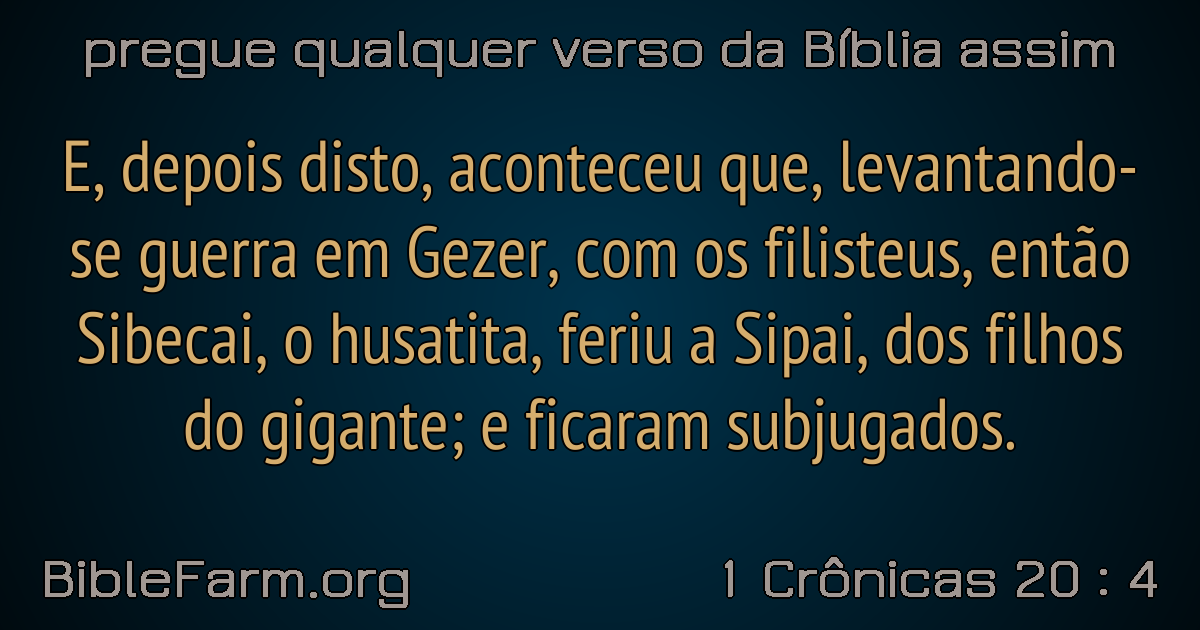 pregue qualquer verso da Bíblia assim
E, depois disto, aconteceu que, levantando-
se guerra em Gezer, com os filisteus, então
Sibecai, o husatita, feriu a Sipai, dos filhos
do gigante; e ficaram subjugados.
BibleFarm.org
1 Crônicas 20 : 4